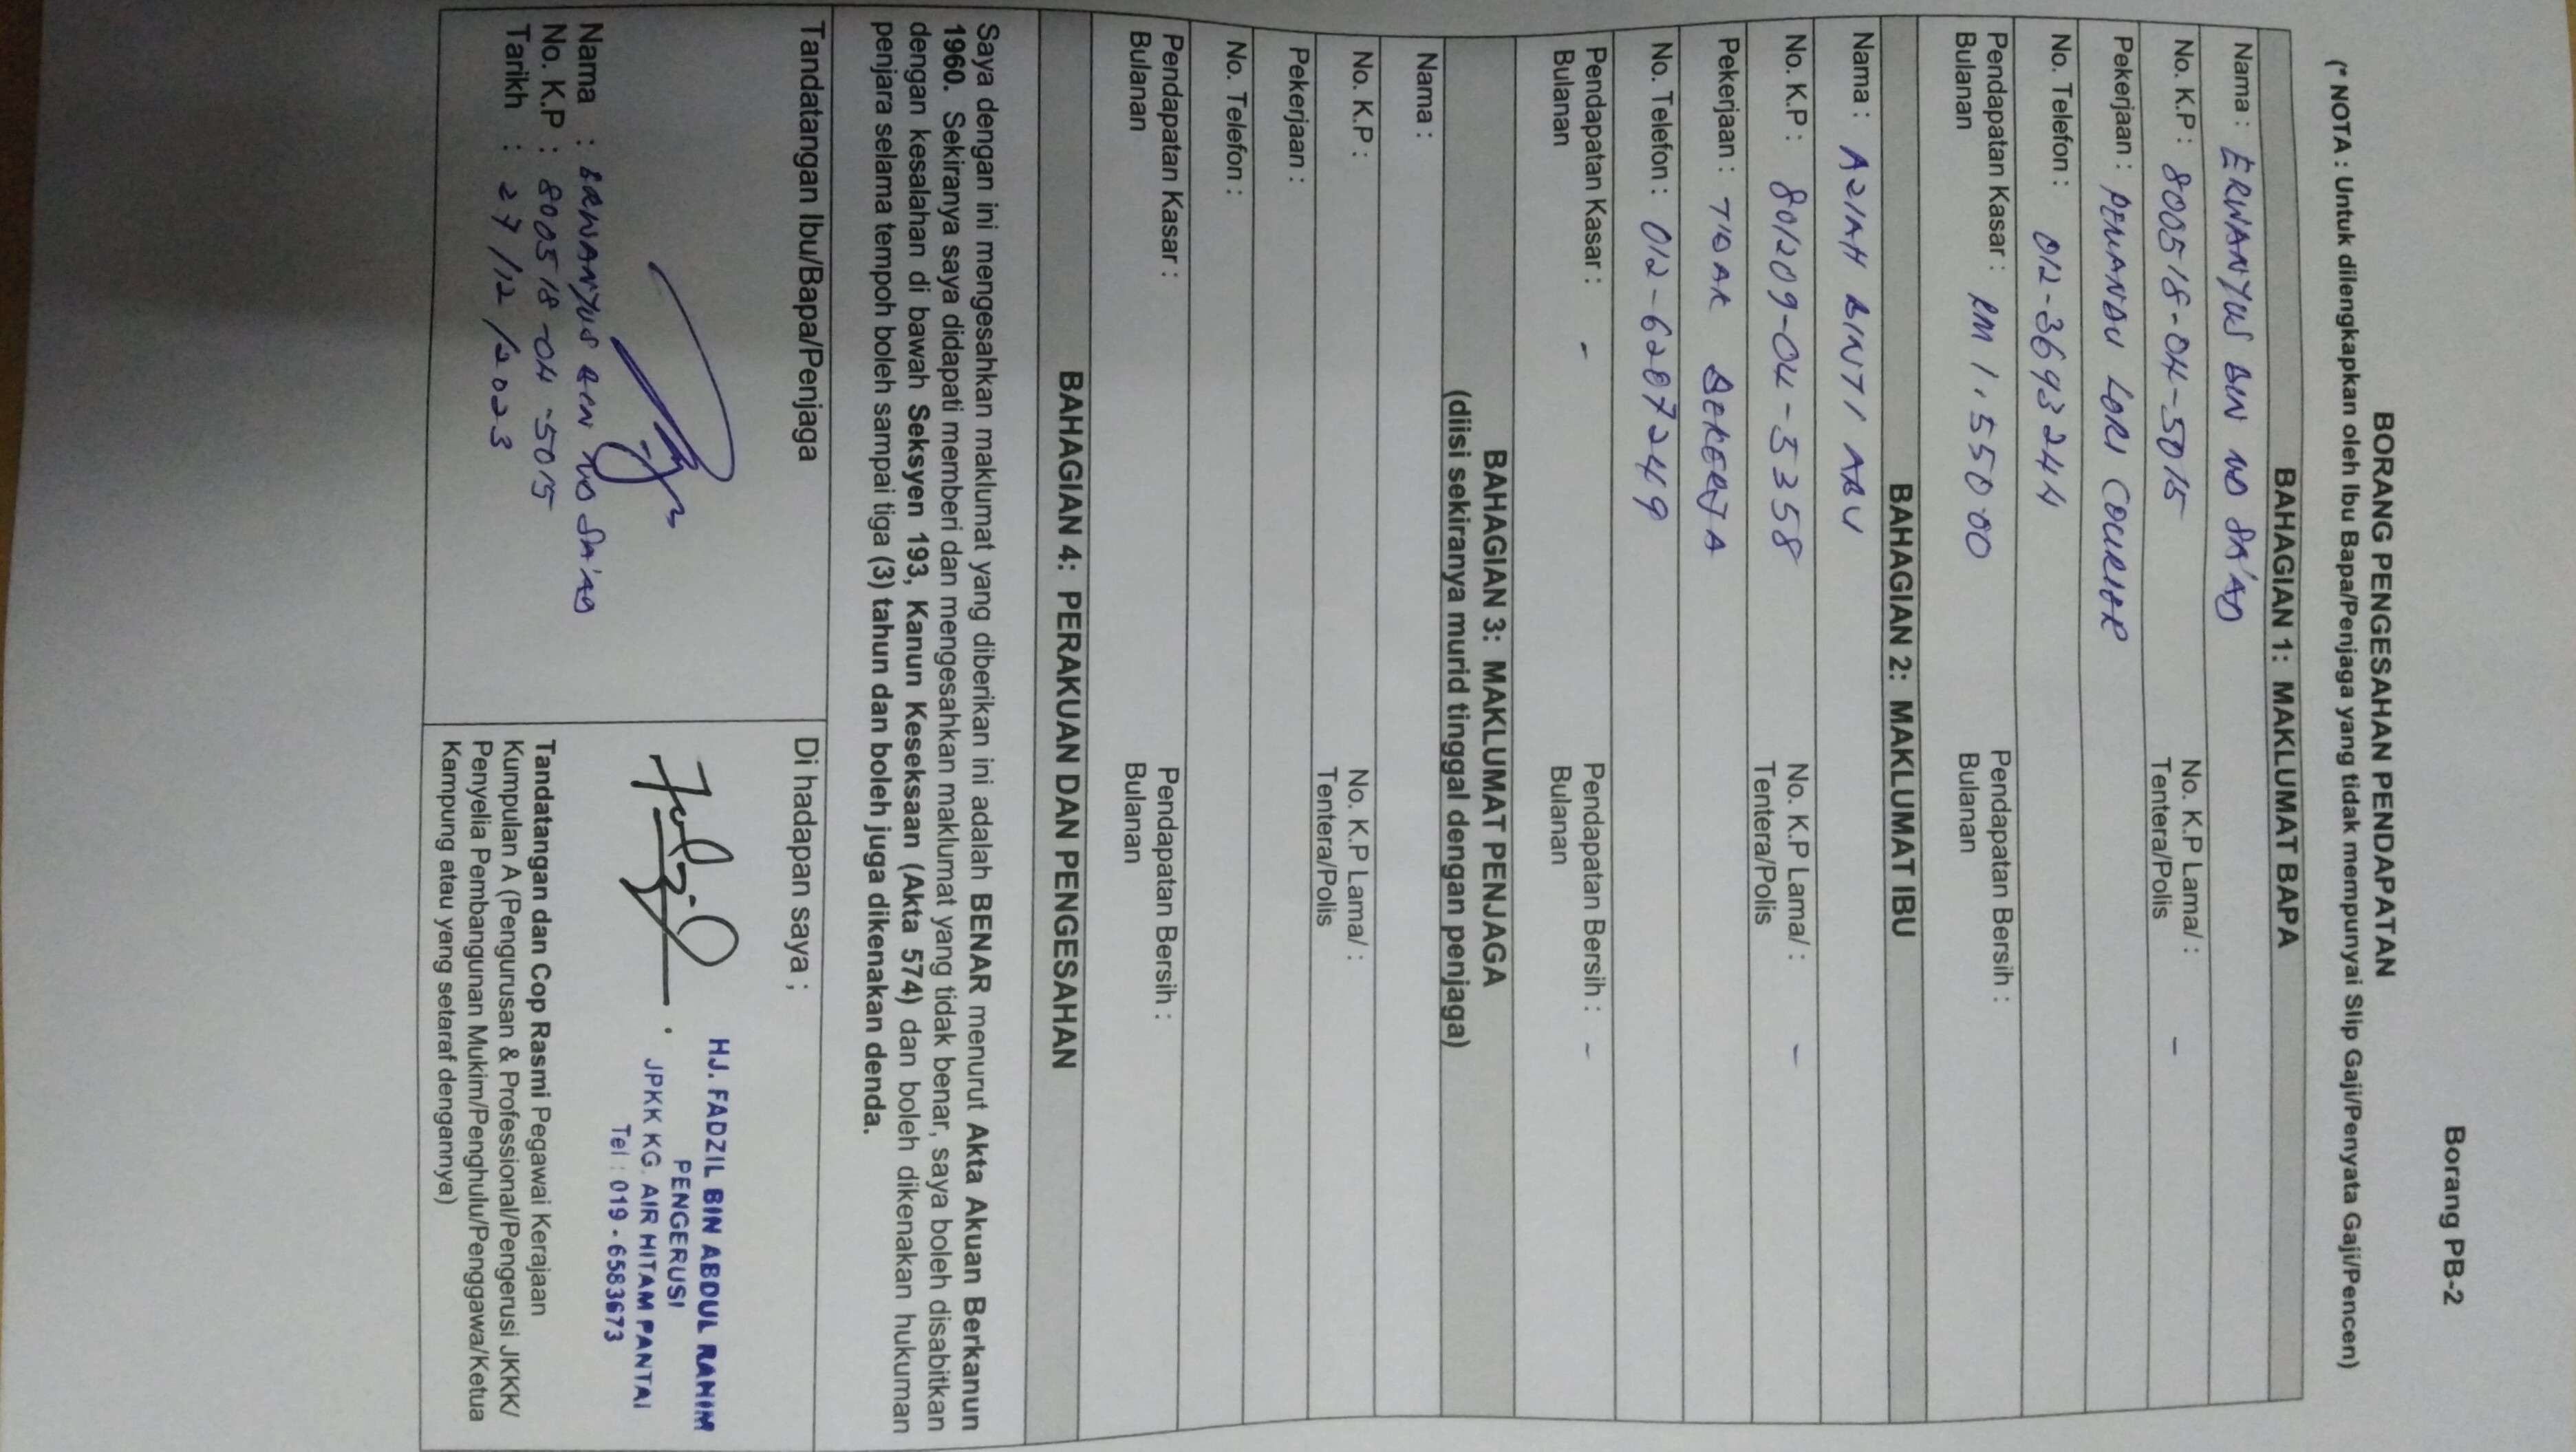 Borang PB-2
BORANG PENGESAHAN PENDAPATAN
(* NOTA : Untuk dilengkapkan oleh Ibu Bapa/Penjaga yang tidak mempunyai Slip Gaji/Penyata Gaji/Pencen)
BAHAGIAN 1: MAKLUMAT BAPA
Nama : ERWANYUS BIN MD SA'AD
No. K.P : 800518-04-5015 No. K.P Lama/ : -
Tentera/Polis
Pekerjaan : PEMANDU LORI COURIER
No. Telefon : 012-3693244
Pendapatan Kasar : RM 1,550.00 Pendapatan Bersih :
Bulanan Bulanan
BAHAGIAN 2: MAKLUMAT IBU
Nama : AZIAH BINTI ABU
No. K.P : 801209-04-5358 No. K.P Lama/ : -
Tentera/Polis
Pekerjaan : TIDAK BEKERJA
No. Telefon : 012-6207249
Pendapatan Kasar : - Pendapatan Bersih : -
Bulanan Bulanan
BAHAGIAN 3: MAKLUMAT PENJAGA
(diisi sekiranya murid tinggal dengan penjaga)
Nama :
No. K.P : No. K.P Lama/ :
Tentera/Polis
Pekerjaan :
No. Telefon :
Pendapatan Kasar : Pendapatan Bersih :
Bulanan Bulanan
BAHAGIAN 4: PERAKUAN DAN PENGESAHAN
Saya dengan ini mengesahkan maklumat yang diberikan ini adalah BENAR menurut Akta Akuan Berkanun
1960. Sekiranya saya didapati memberi dan mengesahkan maklumat yang tidak benar, saya boleh disabitkan
dengan kesalahan di bawah Seksyen 193, Kanun Keseksaan (Akta 574) dan boleh dikenakan hukuman
penjara selama tempoh boleh sampai tiga (3) tahun dan boleh juga dikenakan denda.
Tandatangan Ibu/Bapa/Penjaga
Nama : ERWANYUS BIN MD SA'AD
No. K.P : 800518-04-5015
Tarikh : 27/12/2023
Di hadapan saya ;
Fadzil
HJ. FADZIL BIN ABDUL RAHIM
PENGERUSI
JPKK KG. AIR HITAM PANTAI
Tel : 019 - 6583673
Tandatangan dan Cop Rasmi Pegawai Kerajaan
Kumpulan A (Pengurusan & Professional/Pengerusi JKKK/
Penyelia Pembangunan Mukim/Penghulu/Penggawa/Ketua
Kampung atau yang setaraf dengannya)